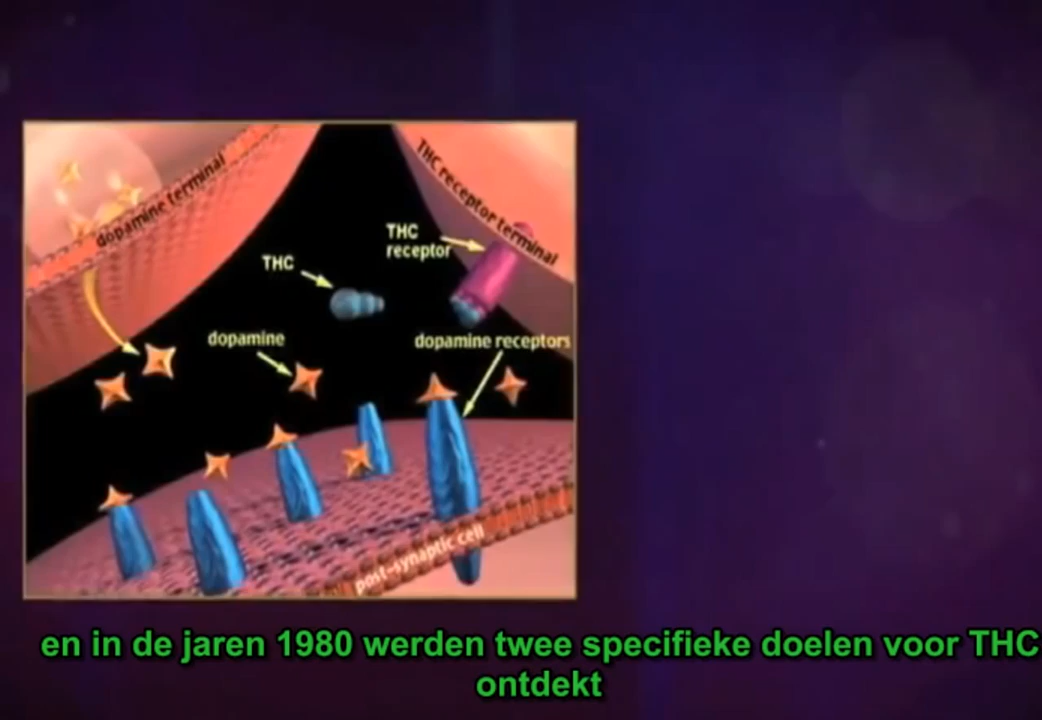 dopamine terminal
THC receptor terminal
THC
receptor
THC
dopamine
dopamine receptors
post-synaptic cell
en in de jaren 1980 werden twee specifieke doelen voor THC
ontdekt